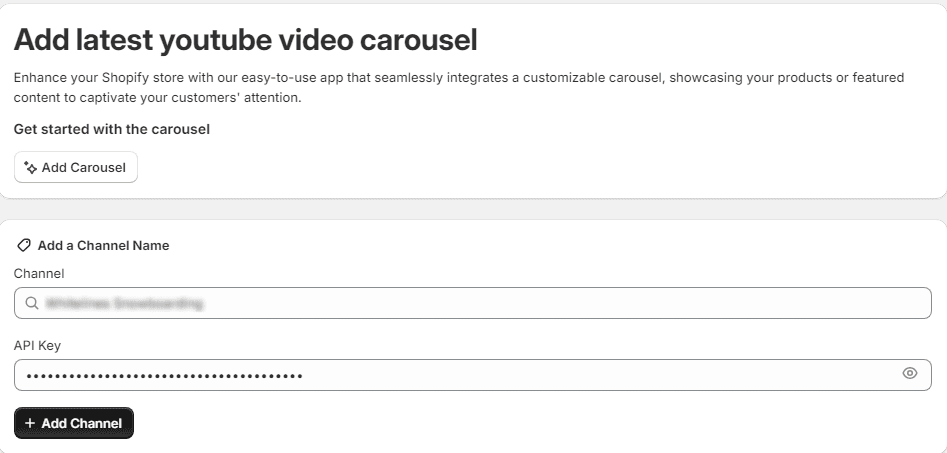 Add latest youtube video carousel
Enhance your Shopify store with our easy-to-use app that seamlessly integrates a customizable carousel, showcasing your products or featured
content to captivate your customers' attention.
Get started with the carousel
Add Carousel
Add a Channel Name
Channel
API Key
••••••••••••••••••••••••••••••••••••••••
+ Add Channel